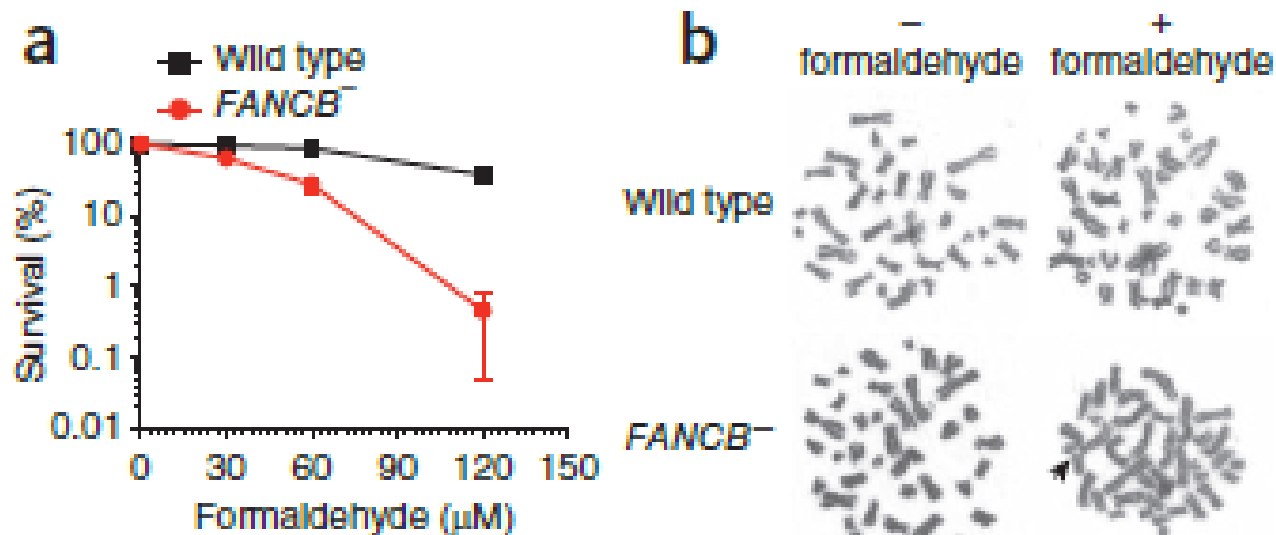 a
Wild type
FANCB⁻
100
10
1
0.1
0.01
Survival (%)
0 30 60 90 120 150
Formaldehyde (μM)
b
– +
formaldehyde formaldehyde
Wild type
FANCB⁻